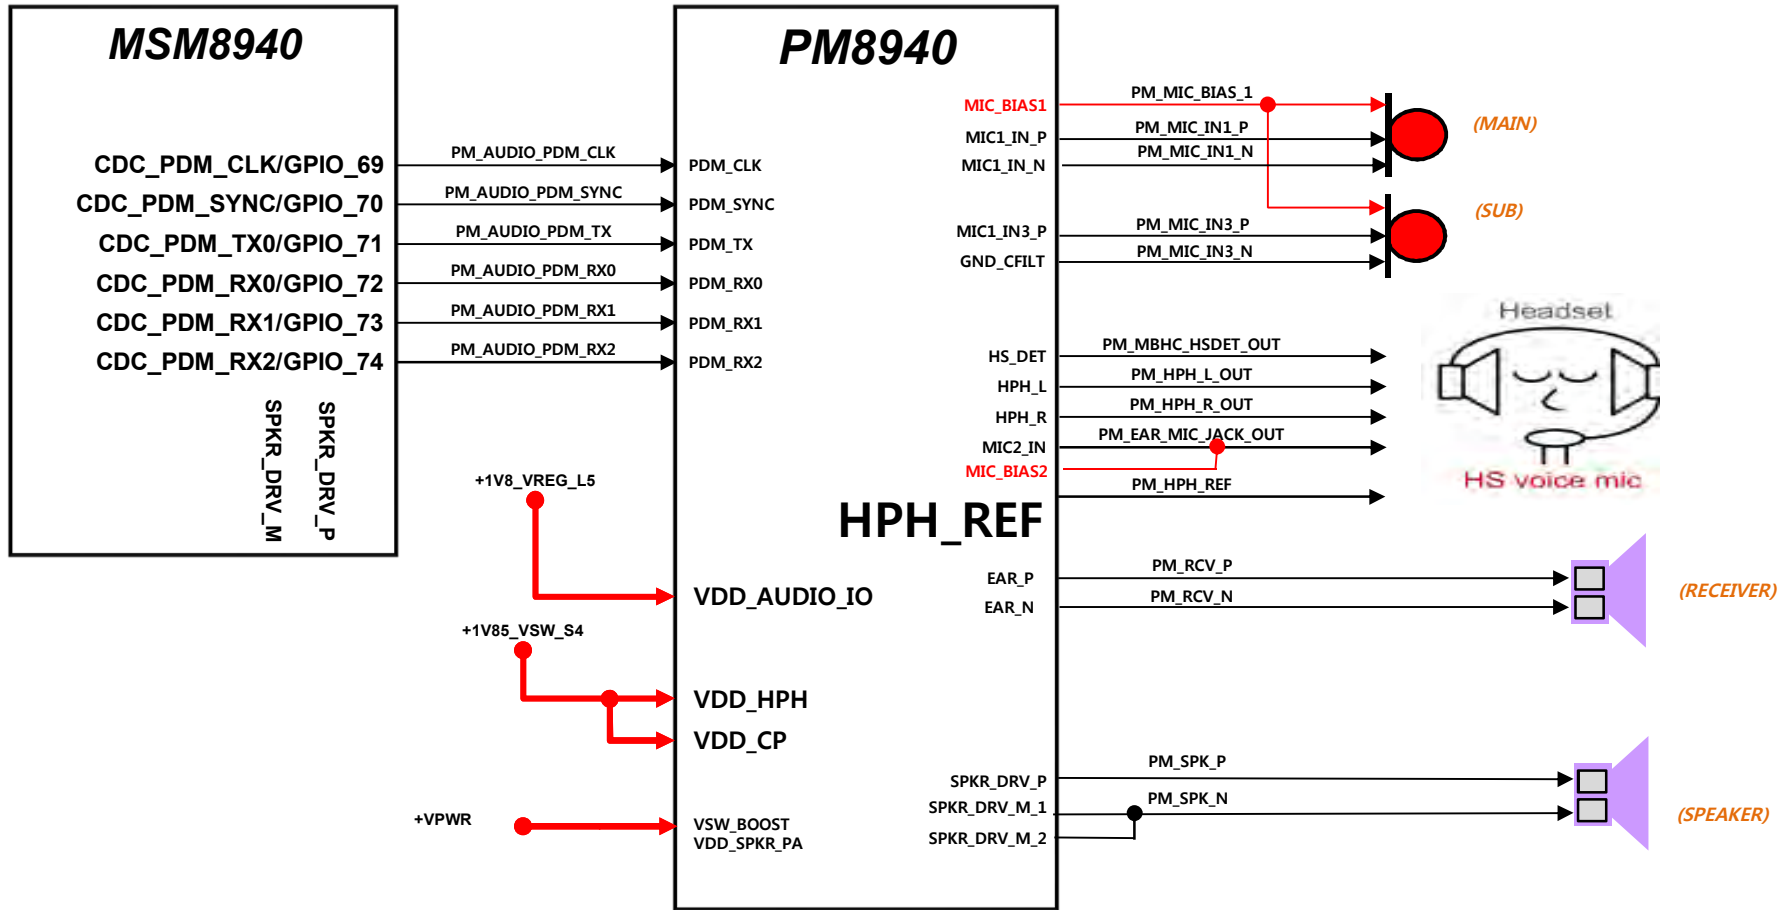 MSM8940
CDC_PDM_CLK/GPIO_69
CDC_PDM_SYNC/GPIO_70
CDC_PDM_TX0/GPIO_71
CDC_PDM_RX0/GPIO_72
CDC_PDM_RX1/GPIO_73
CDC_PDM_RX2/GPIO_74
SPKR_DRV_M
SPKR_DRV_P
PM_AUDIO_PDM_CLK
PM_AUDIO_PDM_SYNC
PM_AUDIO_PDM_TX
PM_AUDIO_PDM_RX0
PM_AUDIO_PDM_RX1
PM_AUDIO_PDM_RX2
+1V8_VREG_L5
+1V85_VSW_S4
+VPWR
PM8940
PDM_CLK
PDM_SYNC
PDM_TX
PDM_RX0
PDM_RX1
PDM_RX2
VDD_AUDIO_IO
VDD_HPH
VDD_CP
VSW_BOOST
VDD_SPKR_PA
MIC_BIAS1
MIC1_IN_P
MIC1_IN_N
MIC1_IN3_P
GND_CFILT
HS_DET
HPH_L
HPH_R
MIC2_IN
MIC_BIAS2
HPH_REF
EAR_P
EAR_N
SPKR_DRV_P
SPKR_DRV_M_1
SPKR_DRV_M_2
PM_MIC_BIAS_1
PM_MIC_IN1_P
PM_MIC_IN1_N
PM_MIC_IN3_P
PM_MIC_IN3_N
PM_MBHC_HSDET_OUT
PM_HPH_L_OUT
PM_HPH_R_OUT
PM_EAR_MIC_JACK_OUT
PM_HPH_REF
PM_RCV_P
PM_RCV_N
PM_SPK_P
PM_SPK_N
(MAIN)
(SUB)
Headset
HS voice mic
(RECEIVER)
(SPEAKER)